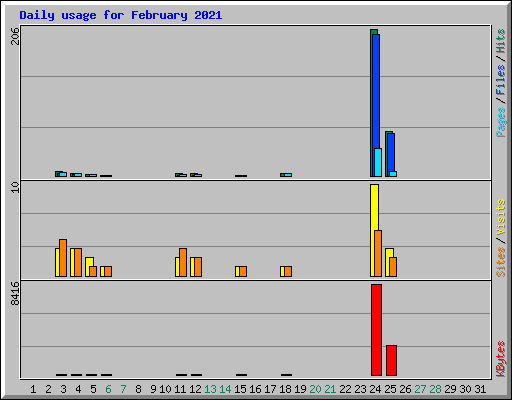 Daily usage for February 2021
206
Pages/Files/Hits
10
Sites/Visits
8416
KBytes
1 2 3 4 5 6 7 8 9 10 11 12 13 14 15 16 17 18 19 20 21 22 23 24 25 26 27 28 29 30 31